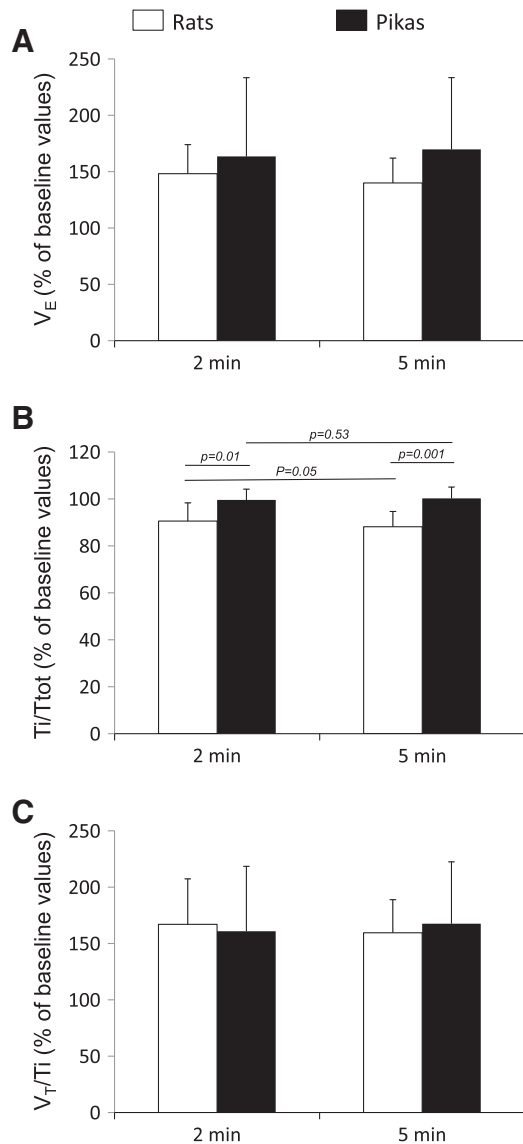 Rats Pikas
A
V_E (% of baseline values)
250
200
150
100
50
0
2 min 5 min
B
Ti/Ttot (% of baseline values)
120
100
80
60
40
20
0
p=0.53
p=0.01
p=0.001
P=0.05
2 min 5 min
C
V_T/Ti (% of baseline values)
250
200
150
100
50
0
2 min 5 min